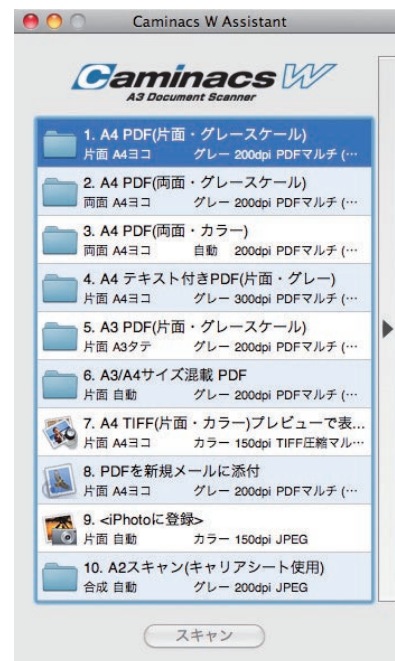 Caminacs W Assistant
Caminacs W
A3 Document Scanner
1. A4 PDF(片面・グレースケール)
片面 A4ヨコ グレー 200dpi PDFマルチ (…
2. A4 PDF(両面・グレースケール)
両面 A4ヨコ グレー 200dpi PDFマルチ (…
3. A4 PDF(両面・カラー)
両面 A4ヨコ 自動 200dpi PDFマルチ (…
4. A4 テキスト付きPDF(片面・グレー)
片面 A4ヨコ グレー 300dpi PDFマルチ (…
5. A3 PDF(片面・グレースケール)
片面 A3タテ グレー 200dpi PDFマルチ (…
6. A3/A4サイズ混載 PDF
片面 自動 グレー 200dpi PDFマルチ (…
7. A4 TIFF(片面・カラー)プレビューで表...
片面 A4ヨコ カラー 150dpi TIFF圧縮マル…
8. PDFを新規メールに添付
片面 A4ヨコ グレー 200dpi PDFマルチ (…
9. <iPhotoに登録>
片面 自動 カラー 150dpi JPEG
10. A2スキャン(キャリアシート使用)
合成 自動 グレー 200dpi JPEG
スキャン